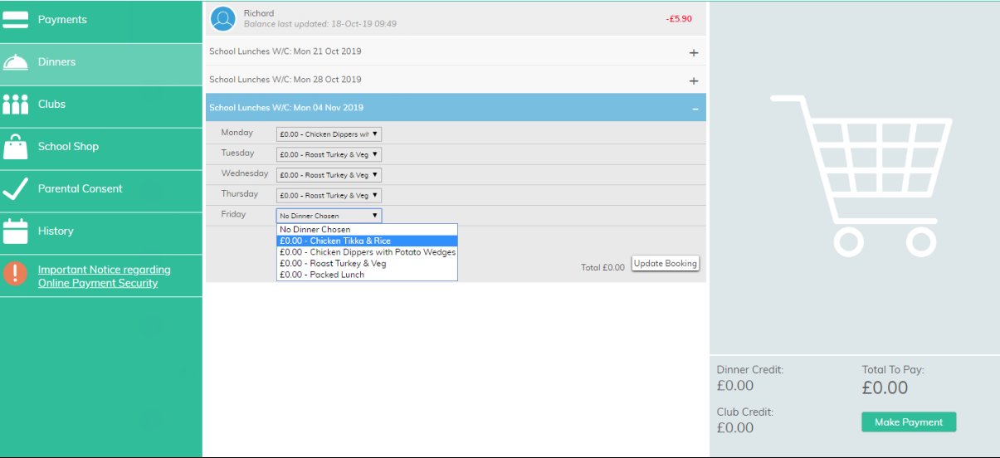 Payments
Dinners
Clubs
School Shop
Parental Consent
History
Important Notice regarding
Online Payment Security
Richard
Balance last updated: 18-Oct-19 09:49
-£5.90
School Lunches W/C: Mon 21 Oct 2019 +
School Lunches W/C: Mon 28 Oct 2019 +
School Lunches W/C: Mon 04 Nov 2019 -
Monday £0.00 - Chicken Dippers wit
Tuesday £0.00 - Roast Turkey & Veg
Wednesday £0.00 - Roast Turkey & Veg
Thursday £0.00 - Roast Turkey & Veg
Friday No Dinner Chosen
No Dinner Chosen
£0.00 - Chicken Tikka & Rice
£0.00 - Chicken Dippers with Potato Wedges
£0.00 - Roast Turkey & Veg
£0.00 - Packed Lunch
Total £0.00 Update Booking
Dinner Credit:
£0.00
Total To Pay:
£0.00
Club Credit:
£0.00
Make Payment